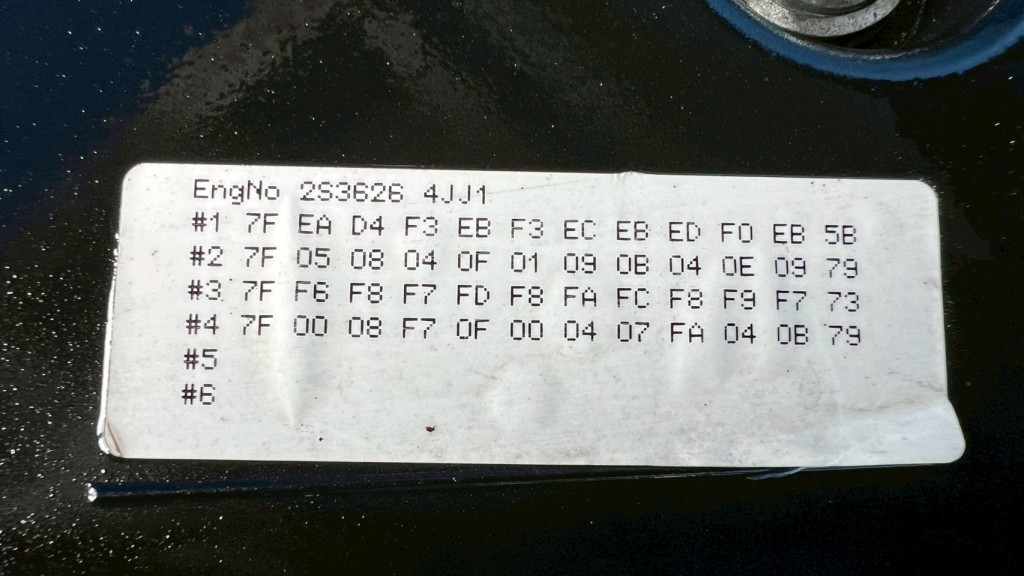 EngNo 2S3626 4JJ1
#1 7F EA D4 F3 EB F3 EC EB ED F0 EB 5B
#2 7F 05 08 04 0F 01 09 0B 04 0E 09 79
#3 7F F6 F8 F7 FD F8 FA FC F8 F9 F7 73
#4 7F 00 08 F7 0F 00 04 07 FA 04 0B 79
#5
#6